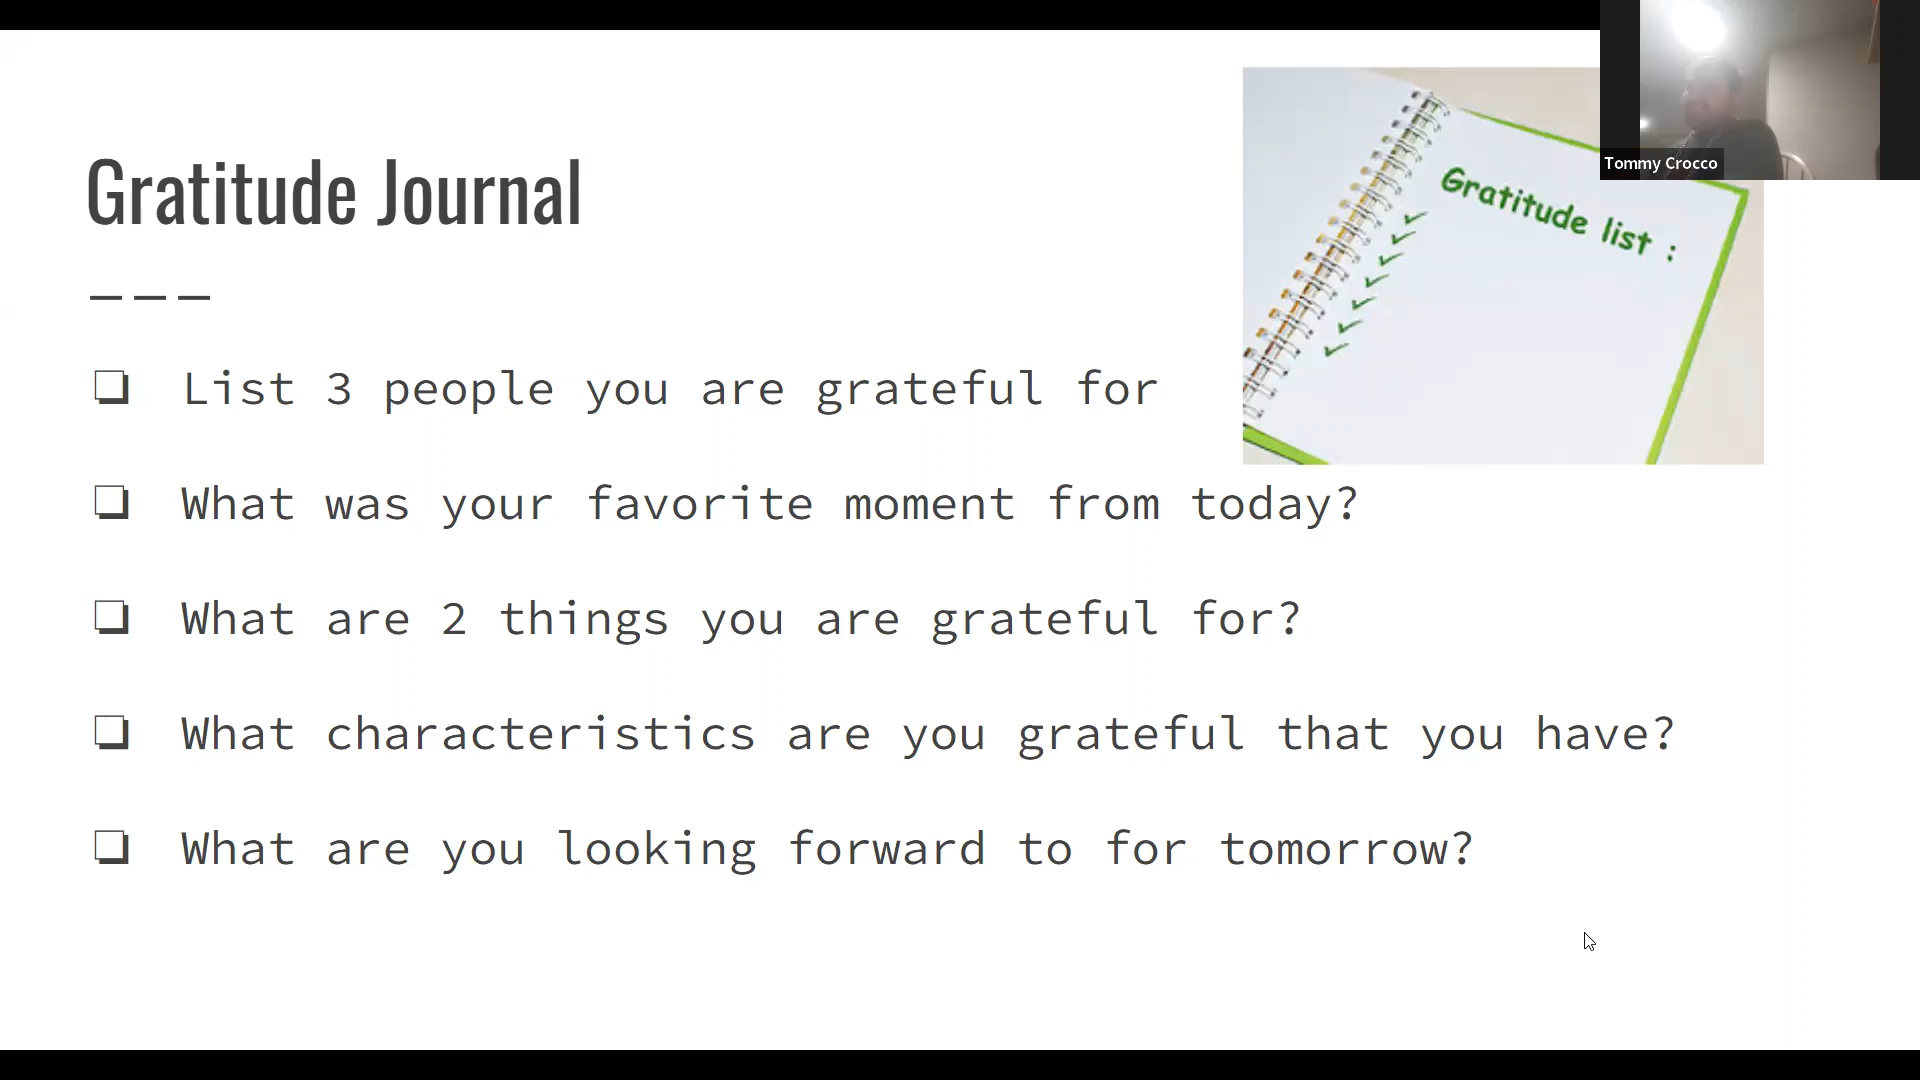 Gratitude Journal
Gratitude list :
Tommy Crocco
❏ List 3 people you are grateful for
❏ What was your favorite moment from today?
❏ What are 2 things you are grateful for?
❏ What characteristics are you grateful that you have?
❏ What are you looking forward to for tomorrow?